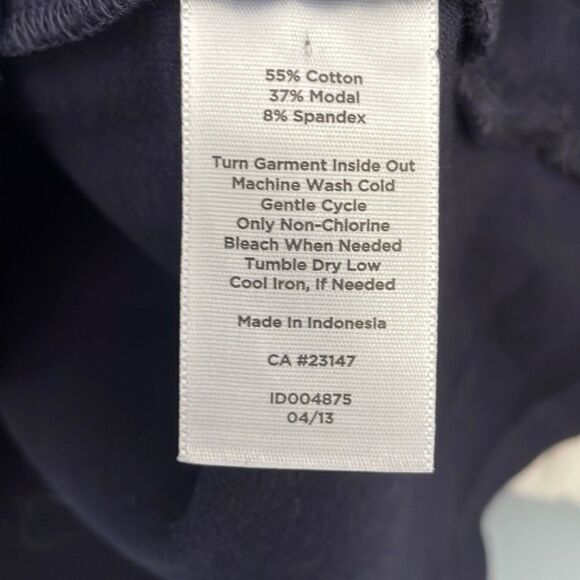 55% Cotton
37% Modal
8% Spandex
Turn Garment Inside Out
Machine Wash Cold
Gentle Cycle
Only Non-Chlorine
Bleach When Needed
Tumble Dry Low
Cool Iron, If Needed
Made In Indonesia
CA #23147
ID004875
04/13